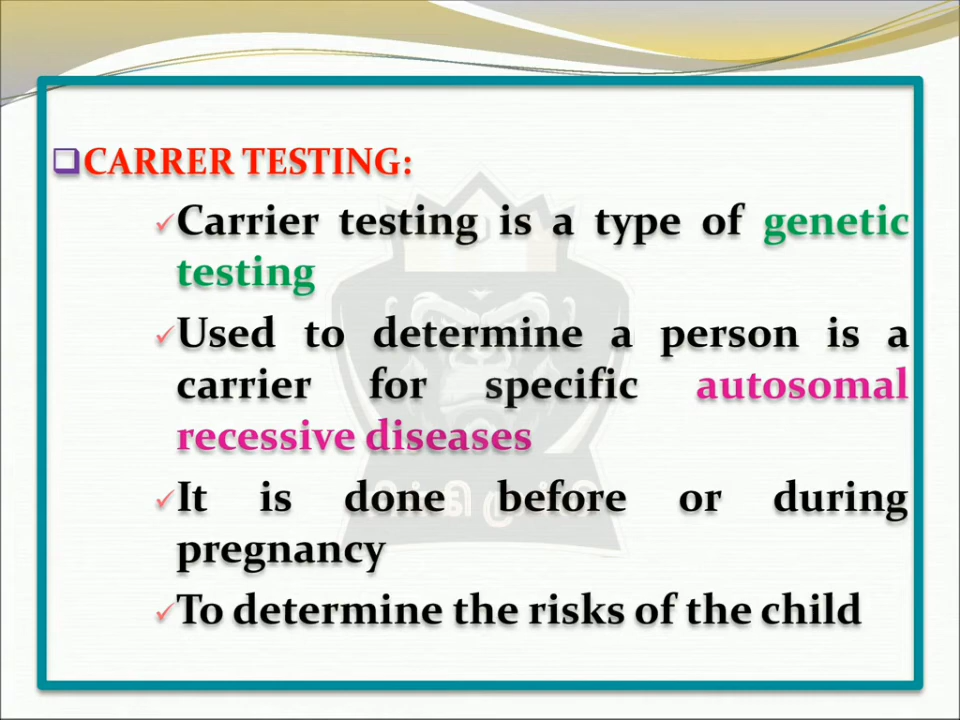 CARRER TESTING:
Carrier testing is a type of genetic
testing
Used to determine a person is a
carrier for specific autosomal
recessive diseases
It is done before or during
pregnancy
To determine the risks of the child